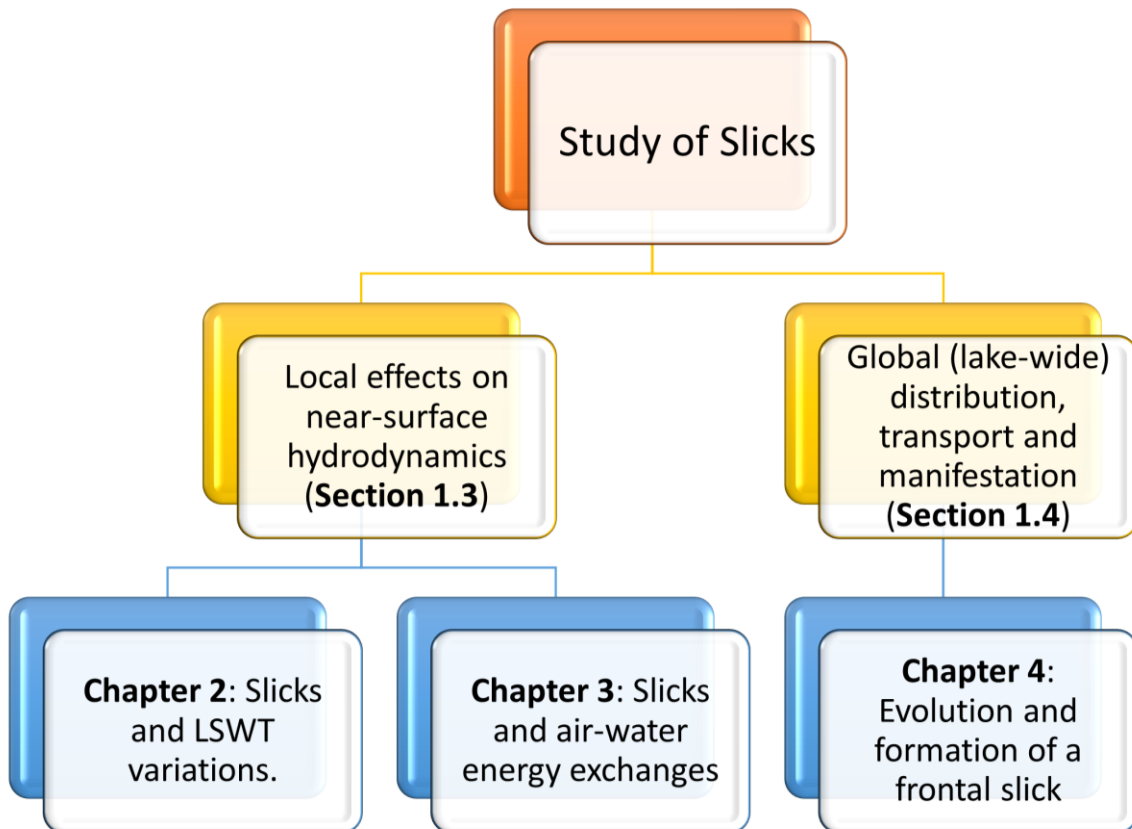 Study of Slicks
Local effects on
near-surface
hydrodynamics
(Section 1.3)
Global (lake-wide)
distribution,
transport and
manifestation
(Section 1.4)
Chapter 2: Slicks
and LSWT
variations.
Chapter 3: Slicks
and air-water
energy exchanges
Chapter 4:
Evolution and
formation of a
frontal slick